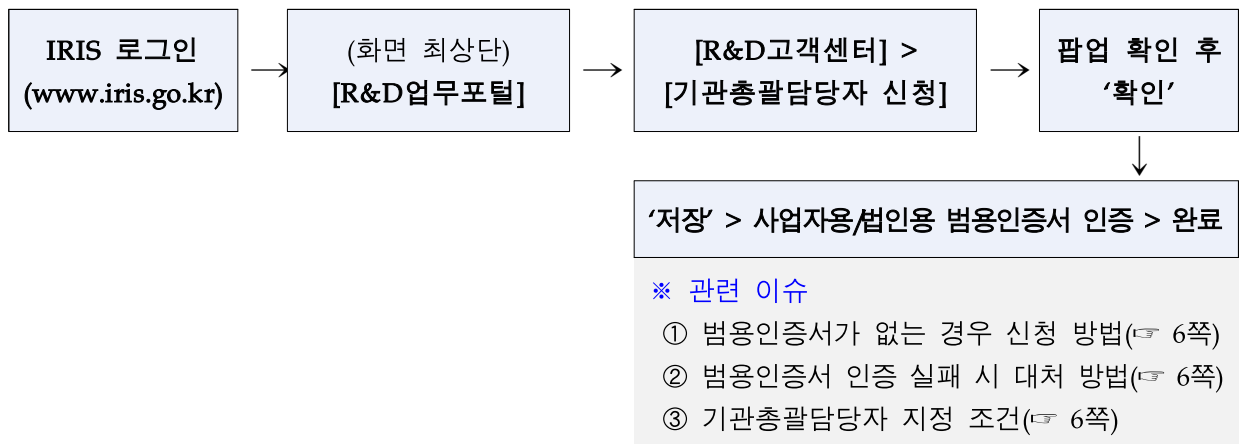 IRIS 로그인
(www.iris.go.kr)
(화면 최상단)
[R&D업무포털]
[R&D고객센터] >
[기관총괄담당자 신청]
팝업 확인 후
‘확인’
‘저장’ > 사업자용/법인용 범용인증서 인증 > 완료
※ 관련 이슈
① 범용인증서가 없는 경우 신청 방법(☞ 6쪽)
② 범용인증서 인증 실패 시 대처 방법(☞ 6쪽)
③ 기관총괄담당자 지정 조건(☞ 6쪽)